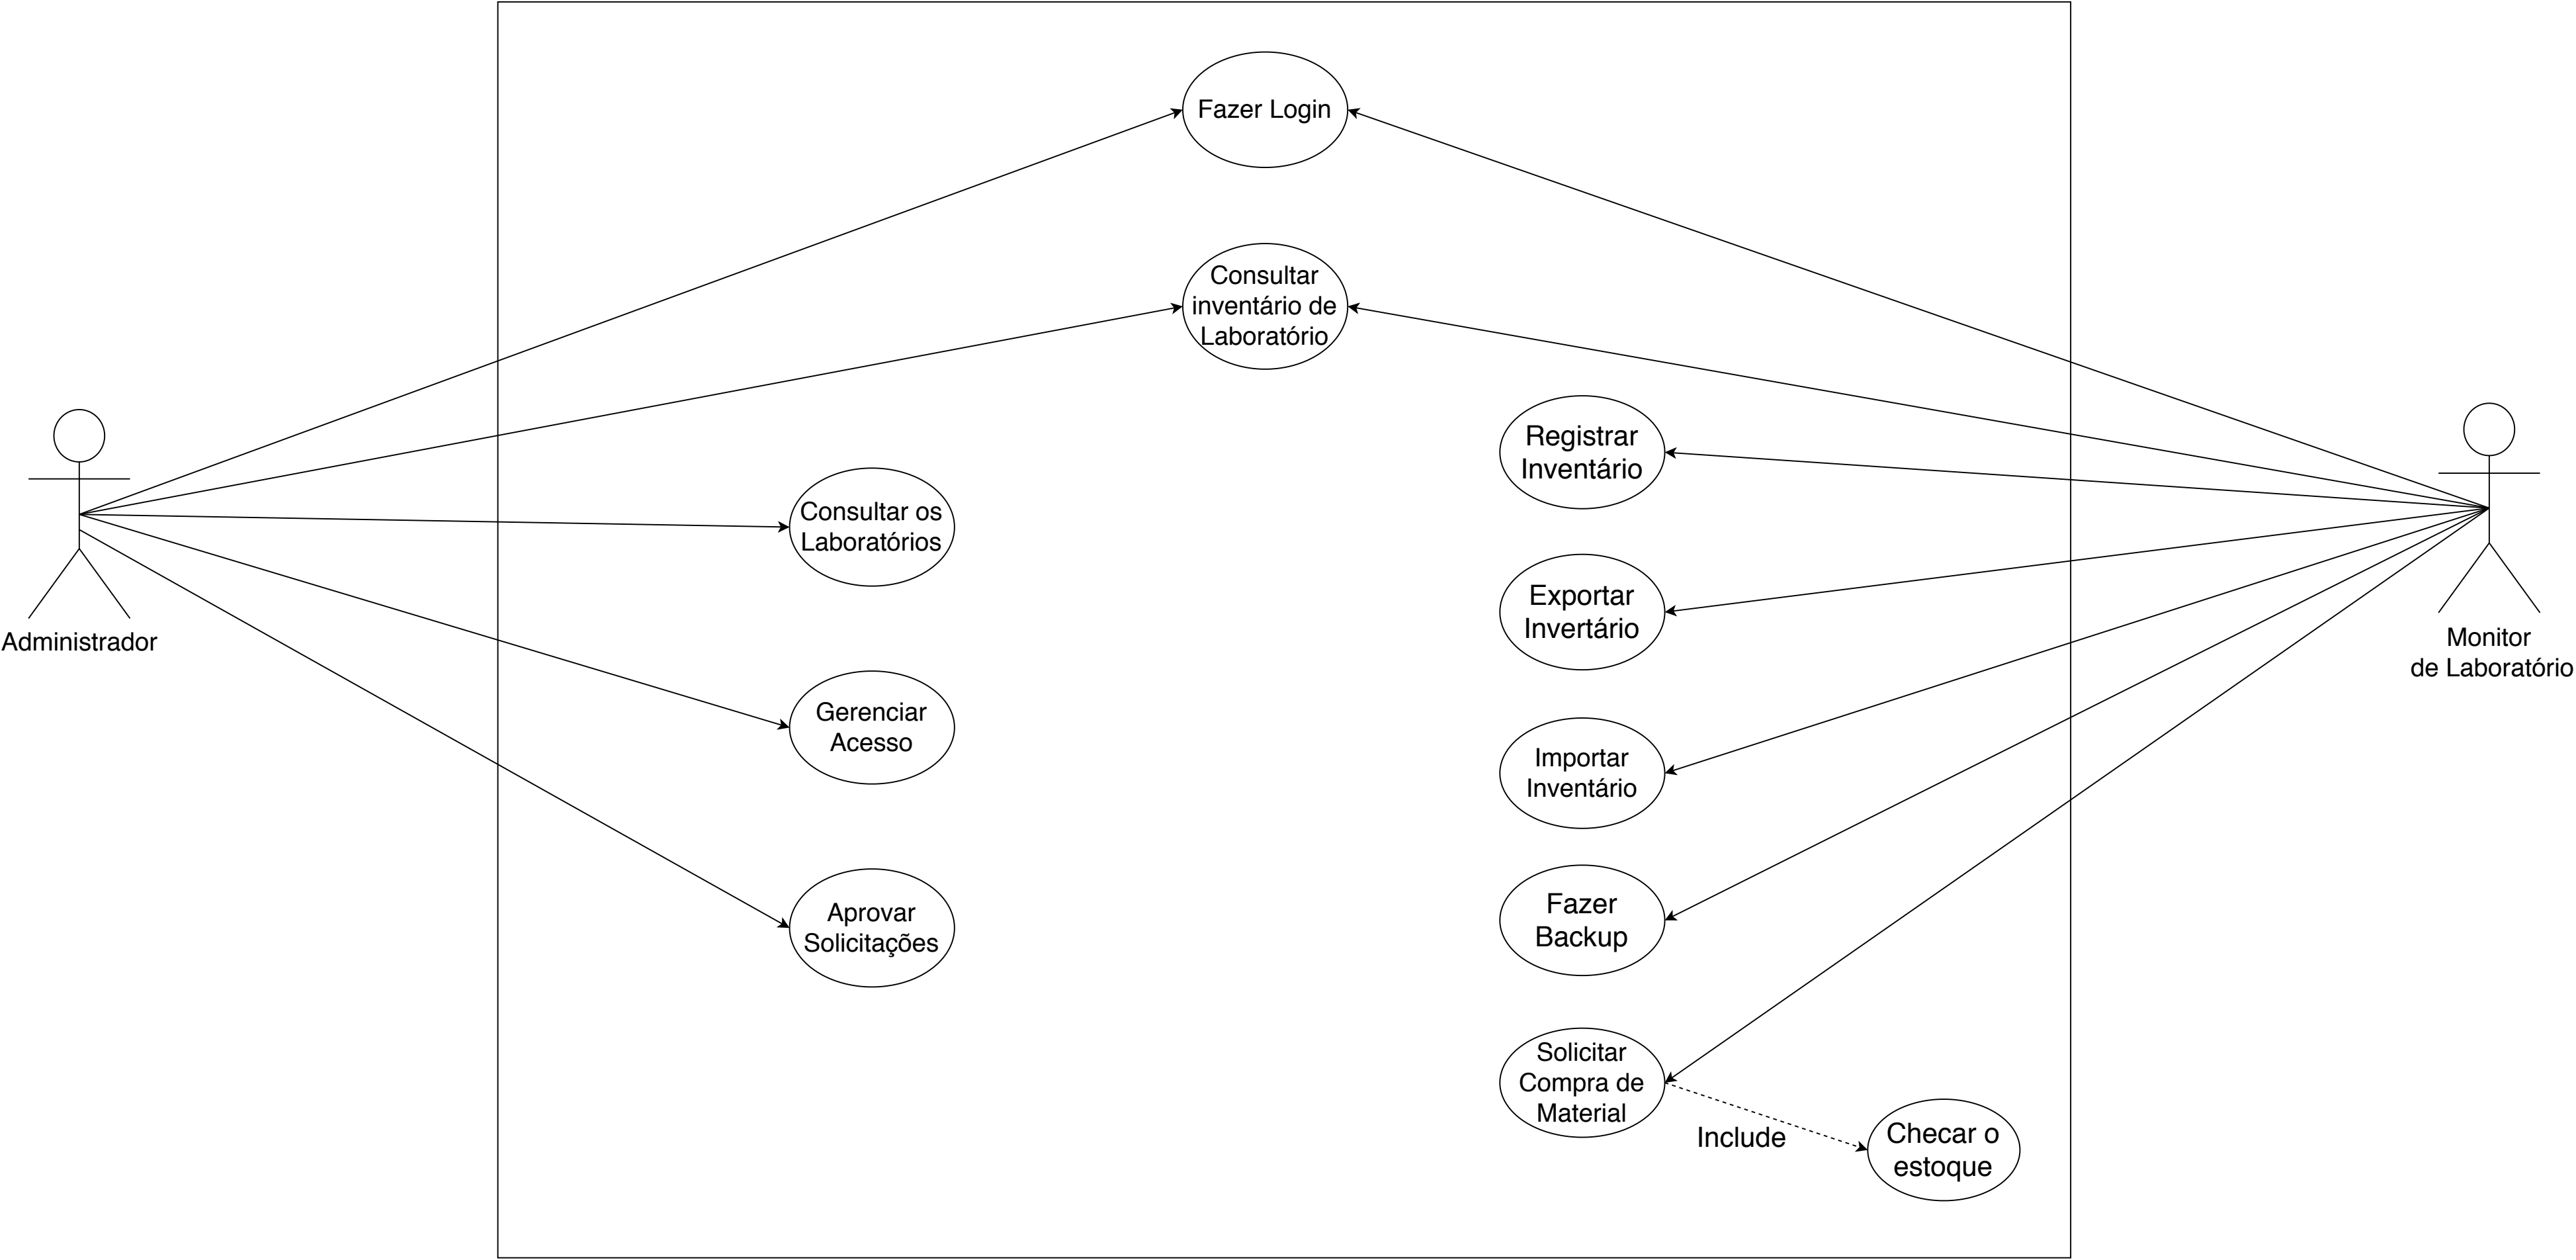 Fazer Login
Consultar
inventário de
Laboratório
Registrar
Inventário
Consultar os
Laboratórios
Exportar
Invertário
Administrador
Monitor
de Laboratório
Gerenciar
Acesso
Importar
Inventário
Aprovar
Solicitações
Fazer
Backup
Solicitar
Compra de
Material
Include
Checar o
estoque